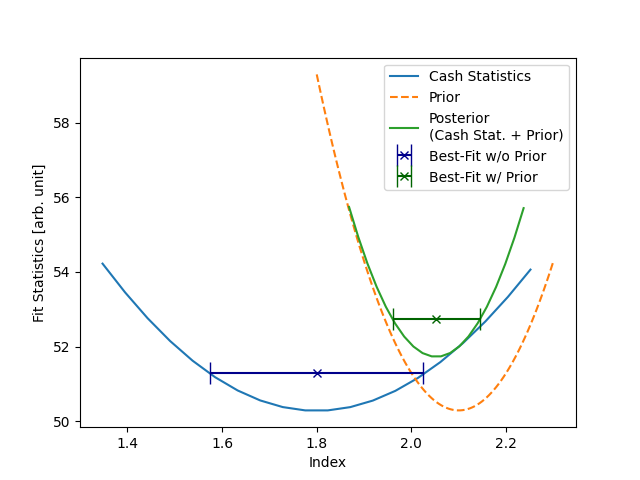 Cash Statistics
Prior
Posterior
(Cash Stat. + Prior)
Best-Fit w/o Prior
Best-Fit w/ Prior
Fit Statistics [arb. unit]
58
56
54
52
50
1.4
1.6
1.8
2.0
2.2
Index